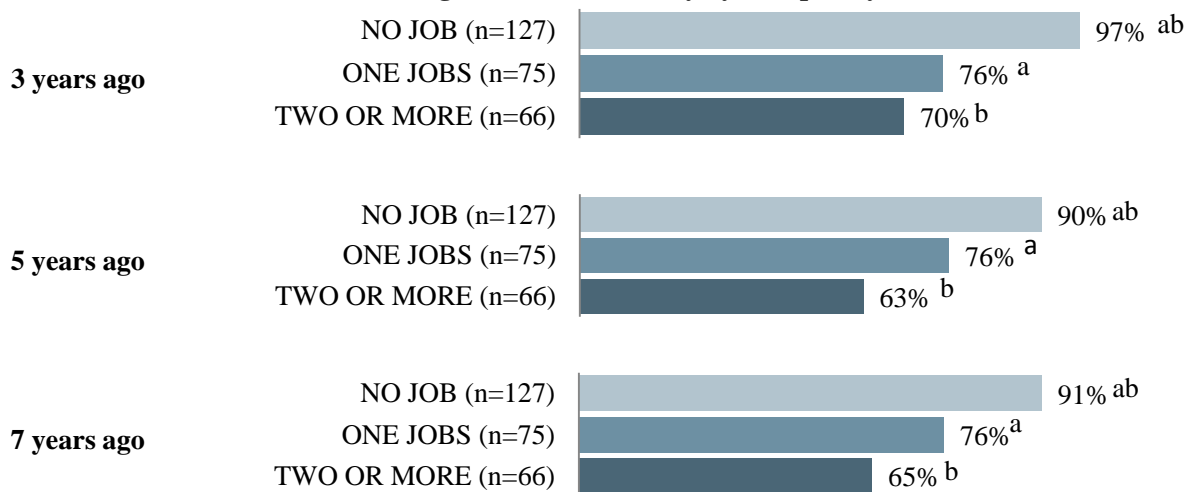 NO JOB (n=127) 97% ab
3 years ago ONE JOBS (n=75) 76% a
TWO OR MORE (n=66) 70% b
NO JOB (n=127) 90% ab
5 years ago ONE JOBS (n=75) 76% a
TWO OR MORE (n=66) 63% b
NO JOB (n=127) 91% ab
7 years ago ONE JOBS (n=75) 76% a
TWO OR MORE (n=66) 65% b